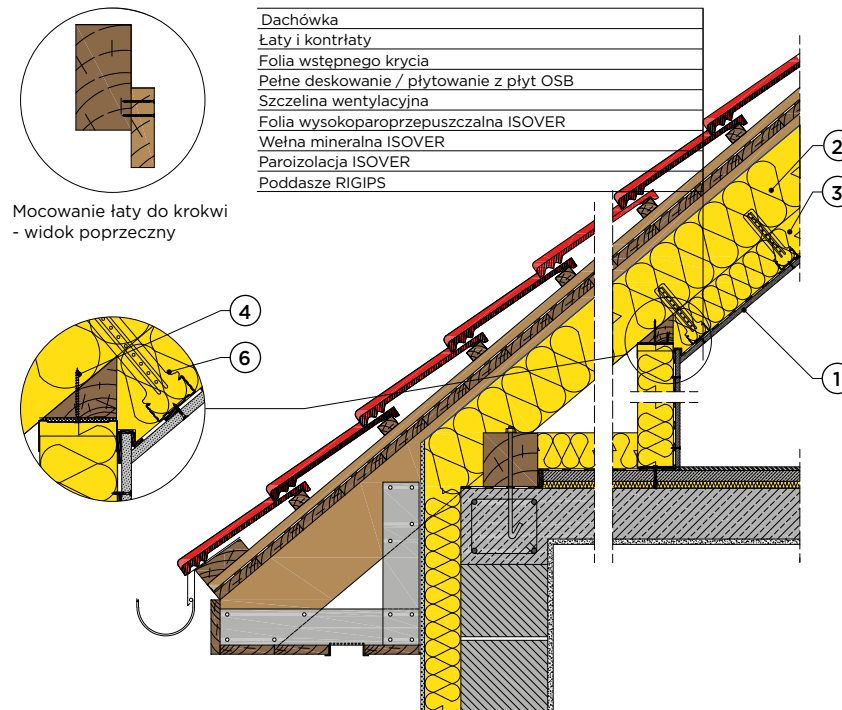 Dachówka
Łaty i kontrłaty
Folia wstępnego krycia
Pełne deskowanie / płytowanie z płyt OSB
Szczelina wentylacyjna
Folia wysokoparoprzepuszczalna ISOVER
Wełna mineralna ISOVER
Paroizolacja ISOVER
Poddasze RIGIPS
Mocowanie łaty do krokwi
- widok poprzeczny
2
3
4
6
1